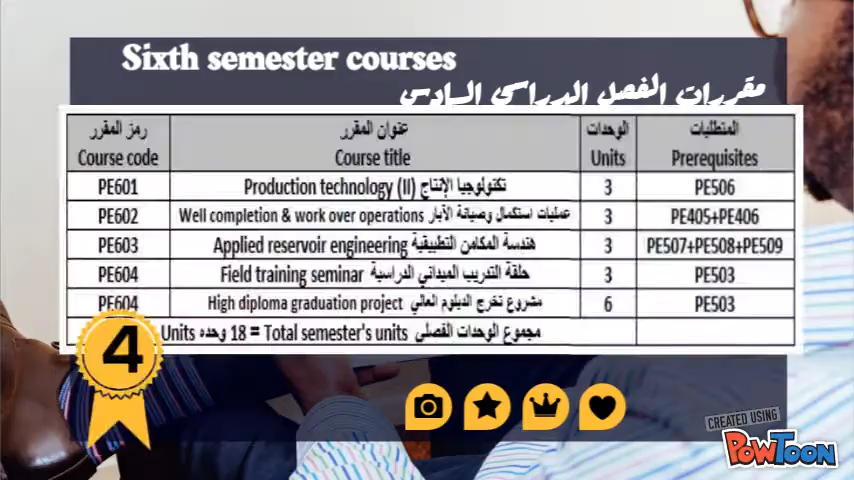 Sixth semester courses
مقررات الفصل الدراسي السادس
رمز المقرر عنوان المقرر الوحدات المتطلبات
Course code Course title Units Prerequisites
PE601 Production technology (II) تكنولوجيا الإنتاج 3 PE506
PE602 Well completion & work over operations عمليات استكمال وصيانة الآبار 3 PE405+PE406
PE603 Applied reservoir engineering هندسة المكامن التطبيقية 3 PE507+PE508+PE509
PE604 Field training seminar حلقة التدريب الميداني الدراسية 3 PE503
PE604 High diploma graduation project مشروع تخرج الدبلوم العالي 6 PE503
مجموع الوحدات الفصلي Total semester's units = 18 وحده Units
4
CREATED USING
POWTOON